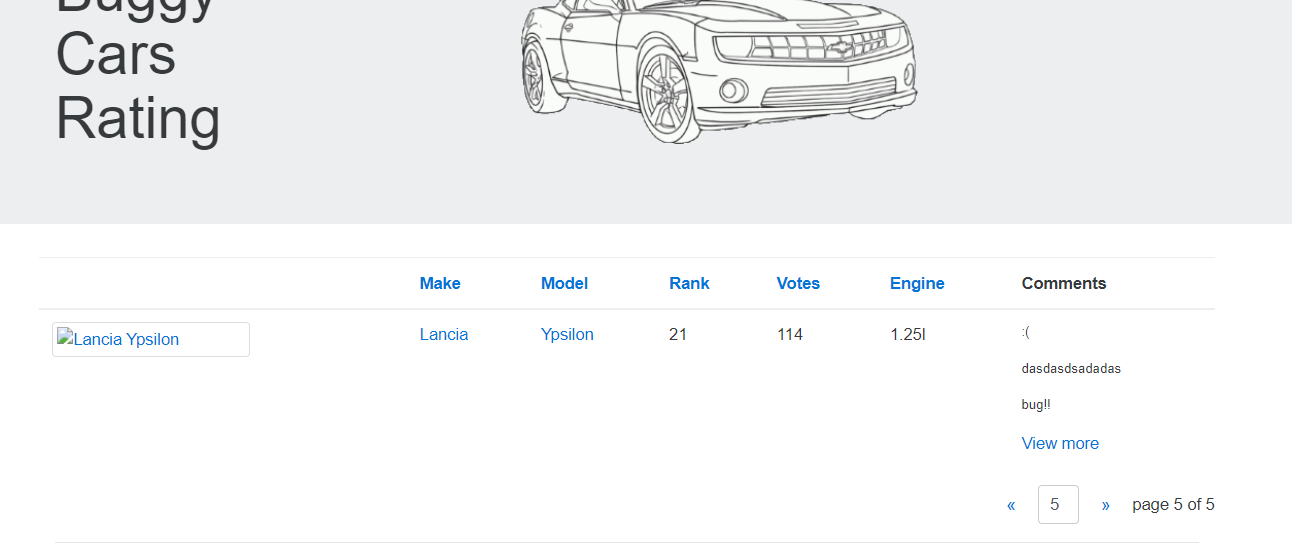 Buggy
Cars
Rating
Make Model Rank Votes Engine Comments
Lancia Ypsilon Lancia Ypsilon 21 114 1.25l :(
dasdasdsadadas
bug!!
View more
« 5 » page 5 of 5